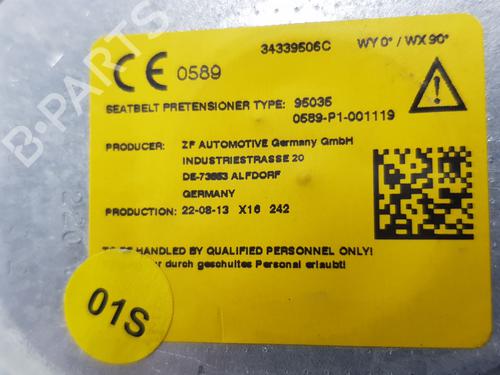 34339506C WY 0° / WX 90°
CE 0589
SEATBELT PRETENSIONER TYPE: 95035
0589-P1-001119
PRODUCER: ZF AUTOMOTIVE Germany GmbH
INDUSTRIESTRASSE 20
DE-73553 ALFDORF
GERMANY
PRODUCTION: 22-08-13 X16 242
TO BE HANDLED BY QUALIFIED PERSONNEL ONLY!
durch geschultes Personal erlaubt!
01S